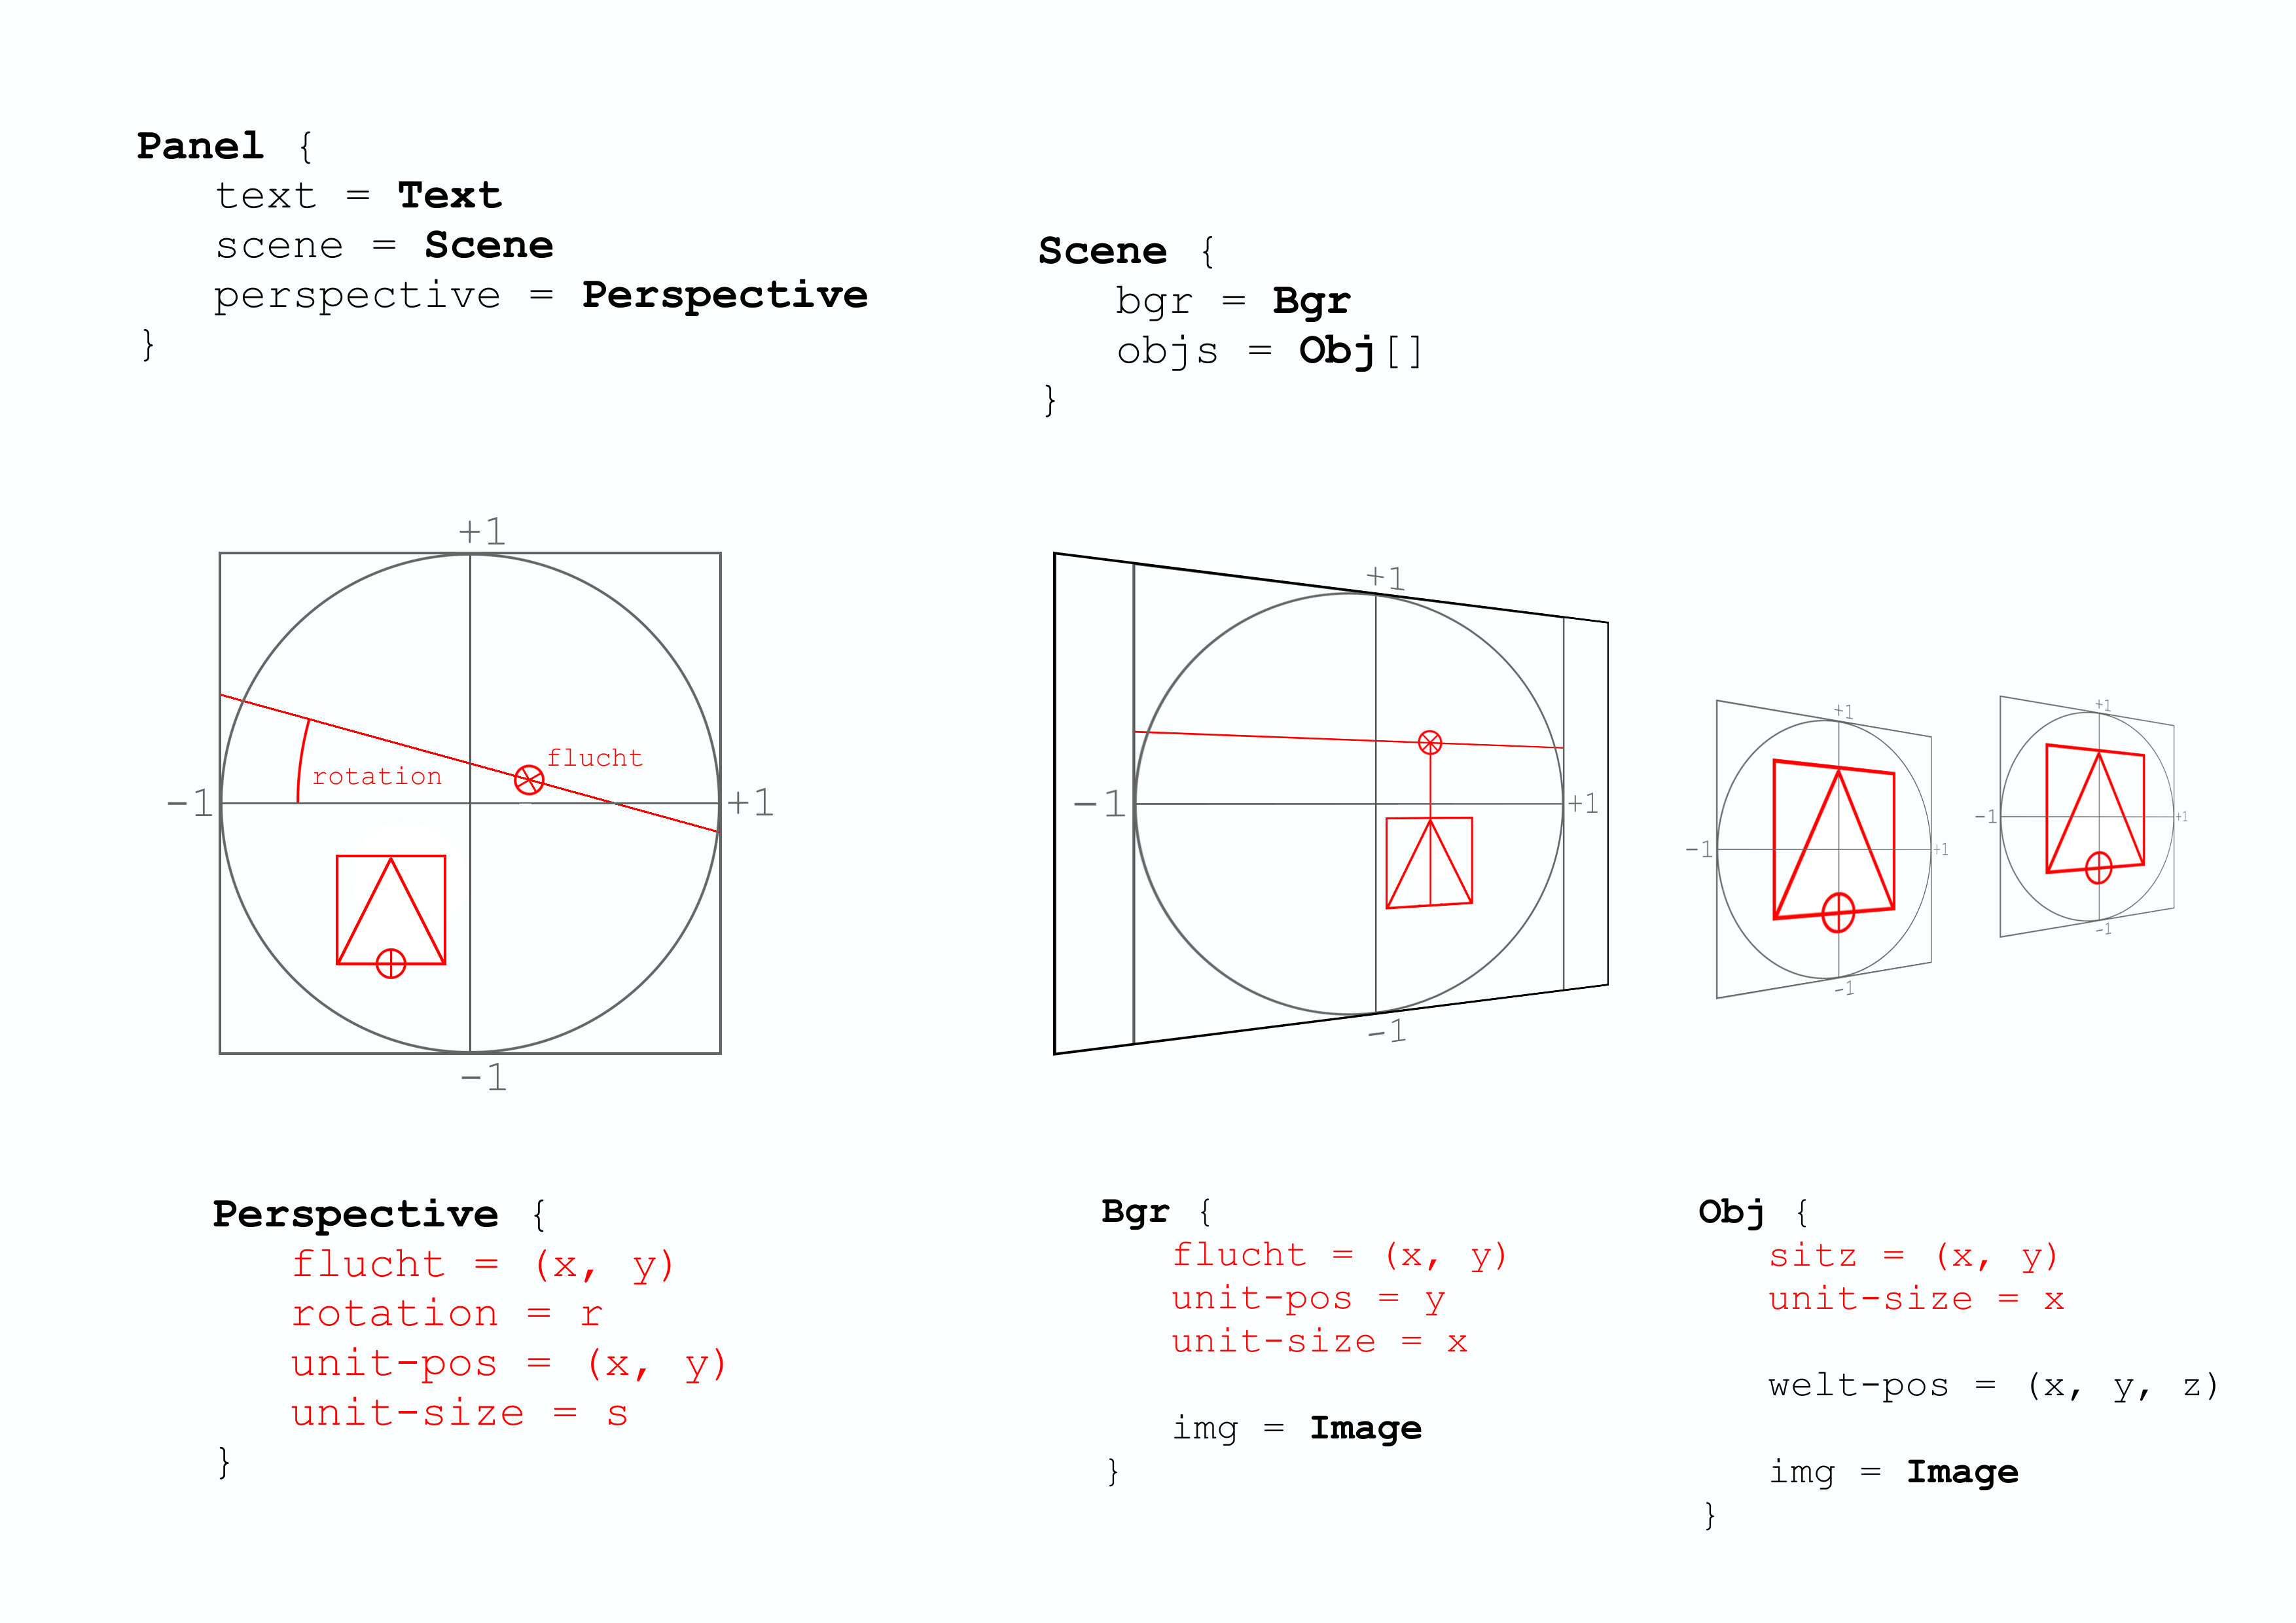 Panel {
text = Text
scene = Scene
perspective = Perspective
}
Scene {
bgr = Bgr
objs = Obj[]
}
+1
-1
+1
-1
rotation
flucht
+1
-1
+1
-1
+1
-1
+1
-1
+1
-1
+1
-1
Perspective {
flucht = (x, y)
rotation = r
unit-pos = (x, y)
unit-size = s
}
Bgr {
flucht = (x, y)
unit-pos = y
unit-size = x
img = Image
}
Obj {
sitz = (x, y)
unit-size = x
welt-pos = (x, y, z)
img = Image
}